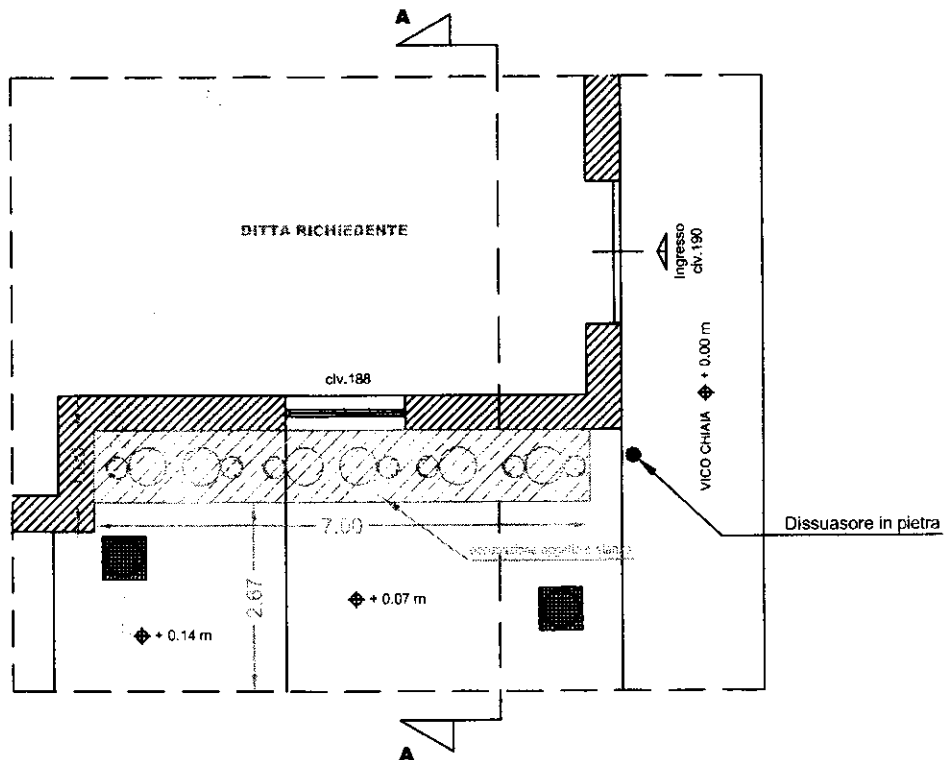 A
DITTA RICHIEDENTE
Ingresso
civ.190
civ.188
VICO CHIAIA + 0.00 m
Dissuasore in pietra
7.00
2.67
+ 0.07 m
+ 0.14 m
A